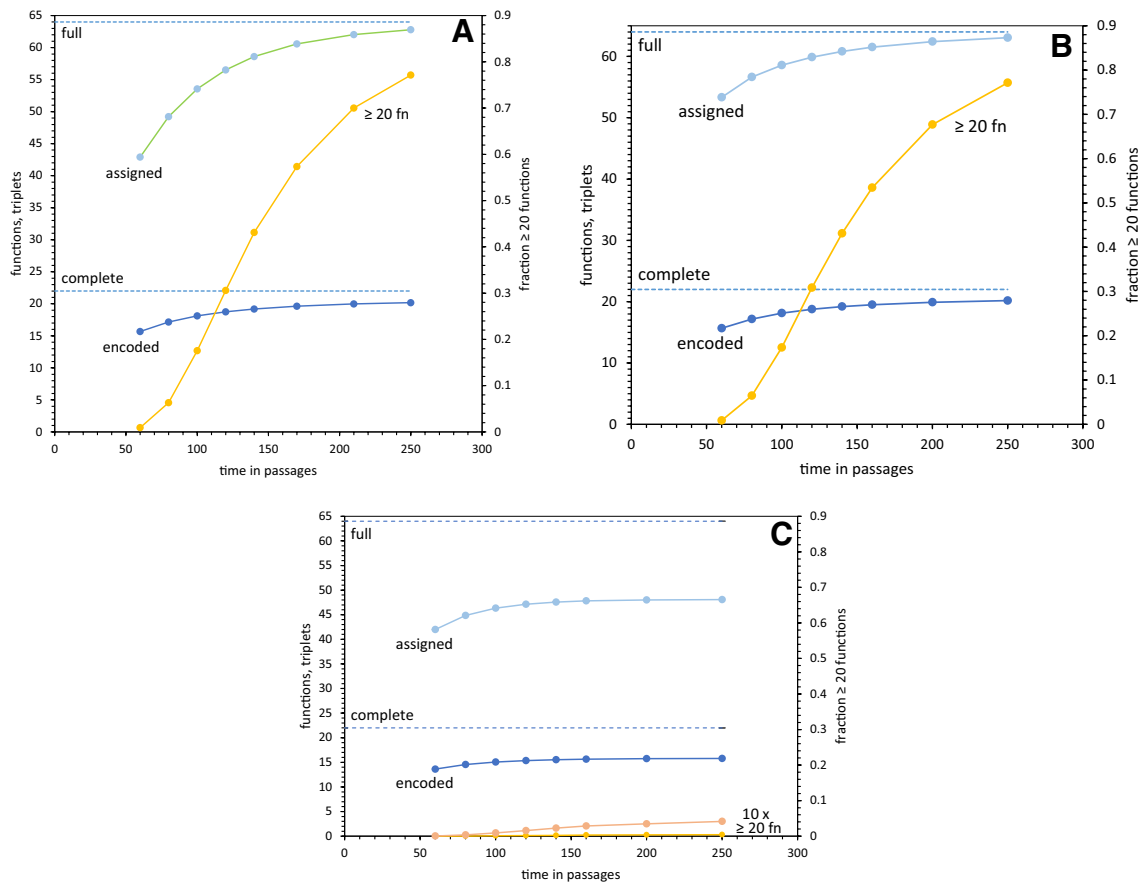 A
65
60
55
50
45
40
35
30
25
20
15
10
5
0
functions, triplets
full
assigned
≥ 20 fn
complete
encoded
0.9
0.8
0.7
0.6
0.5
0.4
0.3
0.2
0.1
0
fraction ≥ 20 functions
0 50 100 150 200 250 300
time in passages
B
60
50
40
30
20
10
0
functions, triplets
full
assigned
≥ 20 fn
complete
encoded
0.9
0.8
0.7
0.6
0.5
0.4
0.3
0.2
0.1
0
fraction ≥ 20 functions
0 50 100 150 200 250 300
time in passages
C
65
60
55
50
45
40
35
30
25
20
15
10
5
0
functions, triplets
full
assigned
complete
encoded
10 x
≥ 20 fn
0.9
0.8
0.7
0.6
0.5
0.4
0.3
0.2
0.1
0
fraction ≥ 20 functions
0 50 100 150 200 250 300
time in passages